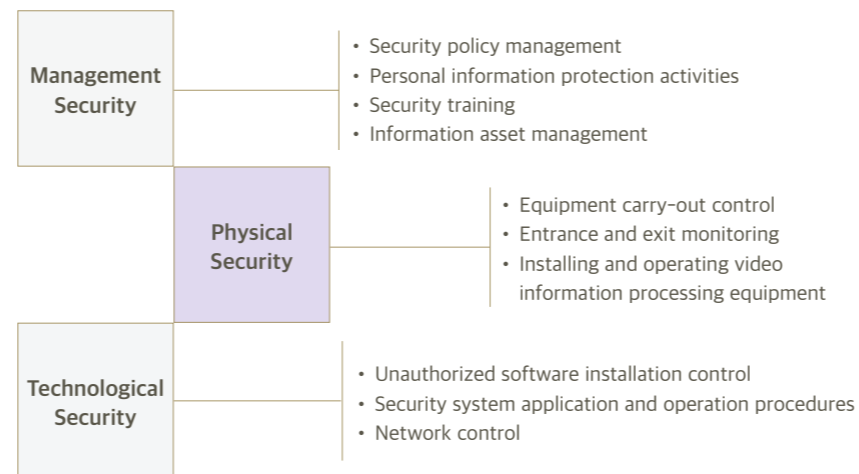 Management
Security
• Security policy management
• Personal information protection activities
• Security training
• Information asset management
Physical
Security
• Equipment carry-out control
• Entrance and exit monitoring
• Installing and operating video
information processing equipment
Technological
Security
• Unauthorized software installation control
• Security system application and operation procedures
• Network control